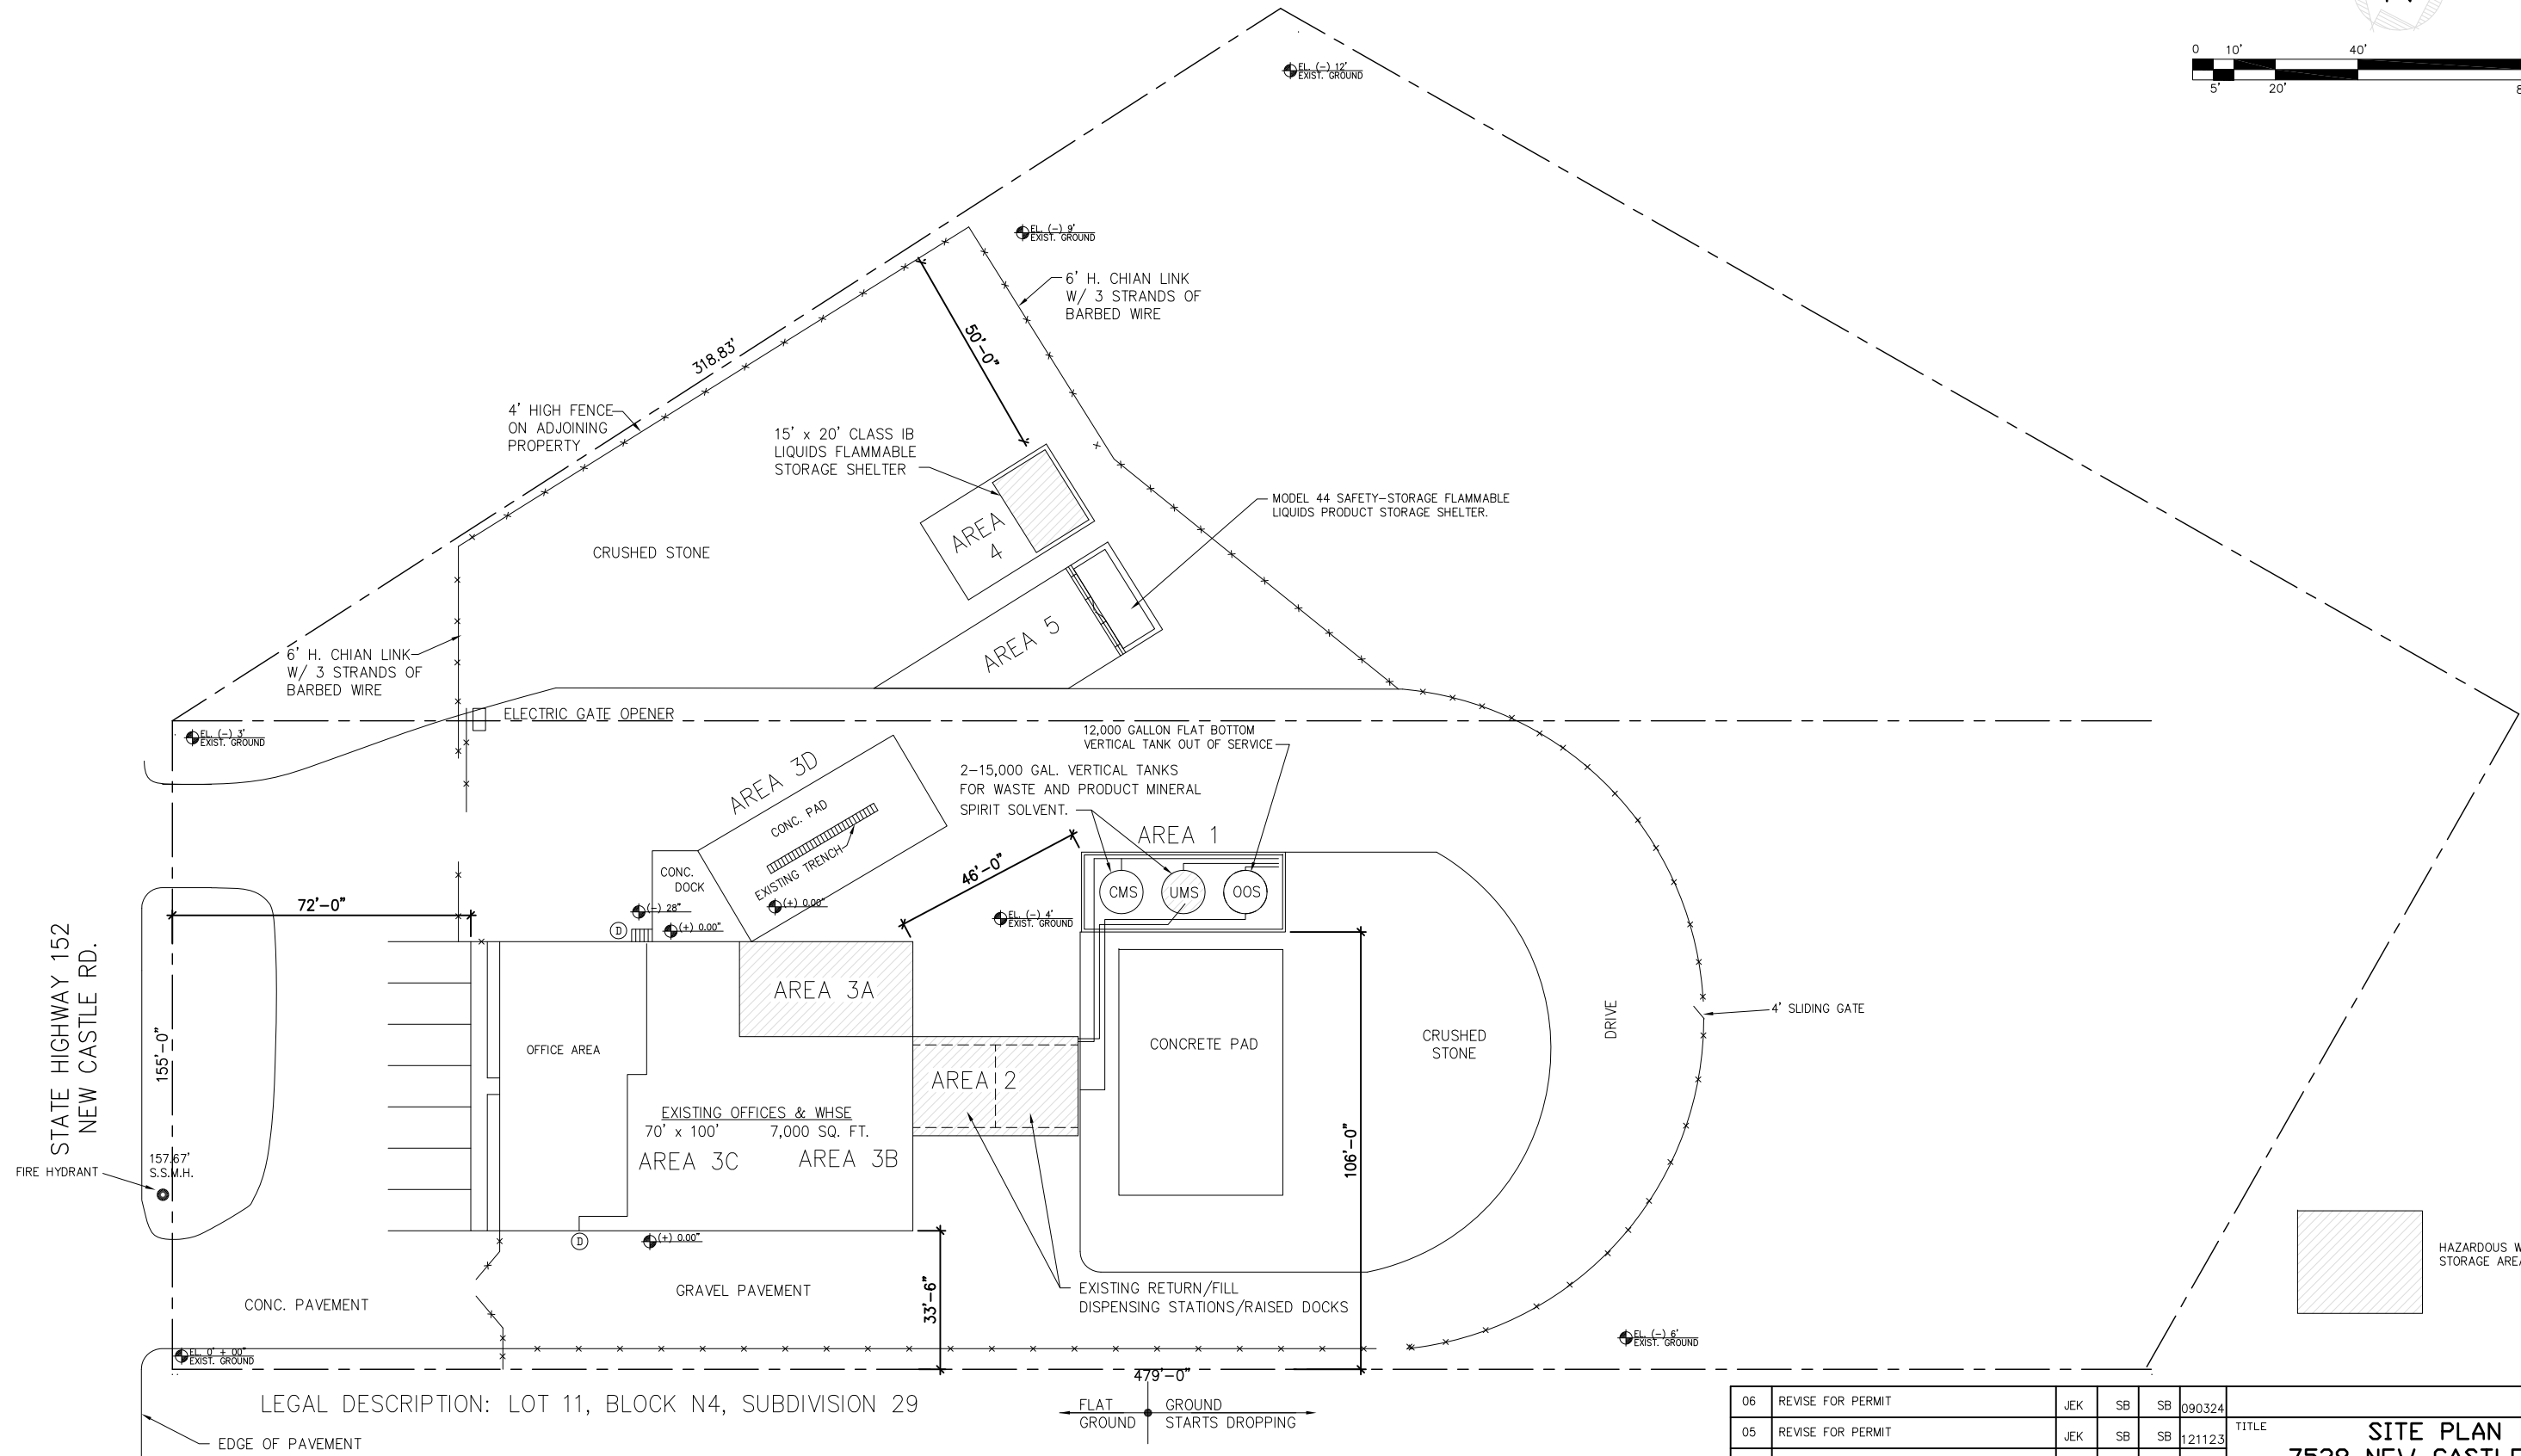 0 10' 40'
5' 20'
EL. (-) 12'
EXIST. GROUND
EL. (-) 9'
EXIST. GROUND
6' H. CHIAN LINK
W/ 3 STRANDS OF
BARBED WIRE
50'-0"
318.83'
4' HIGH FENCE
ON ADJOINING
PROPERTY
15' x 20' CLASS IB
LIQUIDS FLAMMABLE
STORAGE SHELTER
MODEL 44 SAFETY-STORAGE FLAMMABLE
LIQUIDS PRODUCT STORAGE SHELTER.
AREA
4
CRUSHED STONE
AREA 5
6' H. CHIAN LINK
W/ 3 STRANDS OF
BARBED WIRE
ELECTRIC GATE OPENER
EL. (-) 3'
EXIST. GROUND
12,000 GALLON FLAT BOTTOM
VERTICAL TANK OUT OF SERVICE
2-15,000 GAL. VERTICAL TANKS
FOR WASTE AND PRODUCT MINERAL
SPIRIT SOLVENT.
AREA 3D
CONC. PAD
EXISTING TRENCH
AREA 1
46'-0"
CONC.
DOCK
CMS UMS OOS
72'-0"
(-) 28"
(+) 0.00"
(+) 0.00"
EL. (-) 4'
EXIST. GROUND
D
STATE HIGHWAY 152
NEW CASTLE RD.
AREA 3A
4' SLIDING GATE
DRIVE
155'-0"
OFFICE AREA
CONCRETE PAD
CRUSHED
STONE
AREA 2
EXISTING OFFICES & WHSE
70' x 100' 7,000 SQ. FT.
AREA 3C AREA 3B
106'-0"
157.67'
S.S.M.H.
FIRE HYDRANT
D
(+) 0.00"
HAZARDOUS
33'-6"
GRAVEL PAVEMENT
EXISTING RETURN/FILL
DISPENSING STATIONS/RAISED DOCKS
CONC. PAVEMENT
EL. 0' + 00"
EXIST. GROUND
EL. (-) 6'
EXIST. GROUND
479'-0"
LEGAL DESCRIPTION: LOT 11, BLOCK N4, SUBDIVISION 29
FLAT
GROUND
GROUND
STARTS DROPPING
EDGE OF PAVEMENT
06 REVISE FOR PERMIT JEK SB SB 090324
05 REVISE FOR PERMIT JEK SB SB 121123
TITLE
SITE PLAN